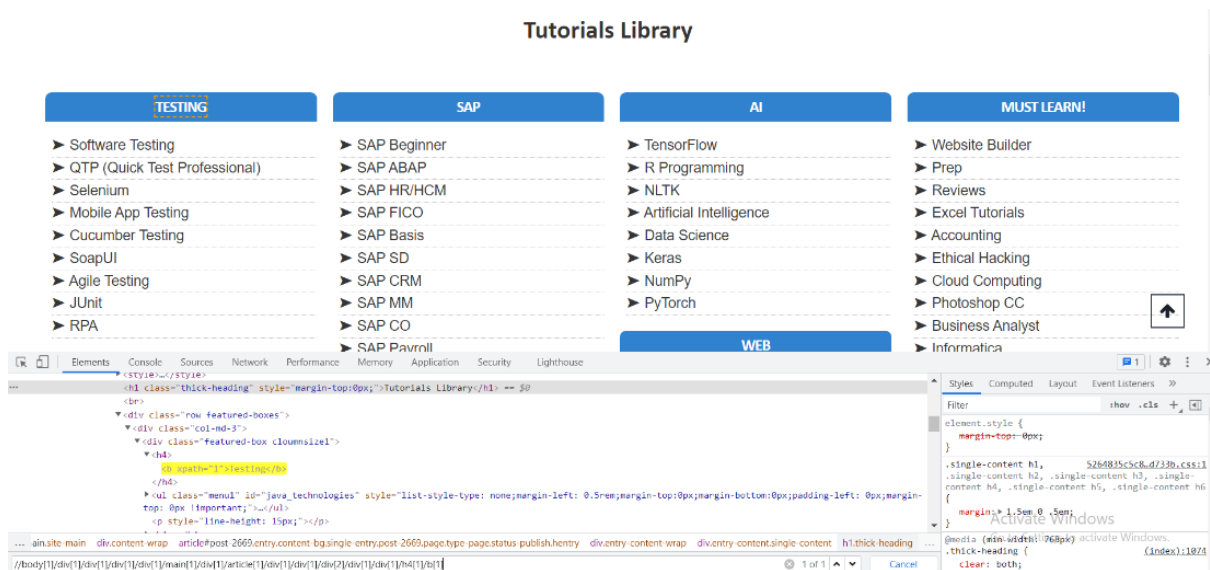 Tutorials Library
TESTING
➤ Software Testing
➤ QTP (Quick Test Professional)
➤ Selenium
➤ Mobile App Testing
➤ Cucumber Testing
➤ SoapUI
➤ Agile Testing
➤ JUnit
➤ RPA
SAP
➤ SAP Beginner
➤ SAP ABAP
➤ SAP HR/HCM
➤ SAP FICO
➤ SAP Basis
➤ SAP SD
➤ SAP CRM
➤ SAP MM
➤ SAP CO
➤ SAP Payroll
AI
➤ TensorFlow
➤ R Programming
➤ NLTK
➤ Artificial Intelligence
➤ Data Science
➤ Keras
➤ NumPy
➤ PyTorch
WEB
MUST LEARN!
➤ Website Builder
➤ Prep
➤ Reviews
➤ Excel Tutorials
➤ Accounting
➤ Ethical Hacking
➤ Cloud Computing
➤ Photoshop CC
➤ Business Analyst
➤ Informatica
Elements Console Sources Network Performance Memory Application Security Lighthouse 1
<style>…</style>
<h1 class="thick-heading" style="margin-top:0px;">Tutorials Library</h1> == $0
<br>
<div class="row featured-boxes">
<div class="col-md-3">
<div class="featured-box cloumnsize1">
<h4>
<b xpath="1">Testing</b>
</h4>
<ul class="menu1" id="java_technologies" style="list-style-type: none;margin-left: 0.5rem;margin-top:0px;margin-bottom:0px;padding-left: 0px;margin-
top: 0px !important;">…</ul>
<p style="line-height: 15px;"></p>
... ain.site-main div.content-wrap article#post-2669.entry.content-bg.single-entry.post-2669.page.type-page.status-publish.hentry div.entry-content-wrap div.entry-content.single-content h1.thick-heading ...
//body[1]/div[1]/div[1]/div[1]/div[1]/main[1]/div[1]/article[1]/div[1]/div[1]/div[2]/div[1]/div[1]/h4[1]/b[1]
1 of 1 Cancel
Styles Computed Layout Event Listeners »
Filter :hov .cls +
element.style {
margin-top: 0px;
}
.single-content h1, 5264835c5c8…d733b.css:1
.single-content h2, .single-content h3, .single-
content h4, .single-content h5, .single-content h6
{
margin: 1.5em 0 .5em;
}
Activate Windows
@media (min-width: 768px)
.thick-heading { (index):1074
clear: both;